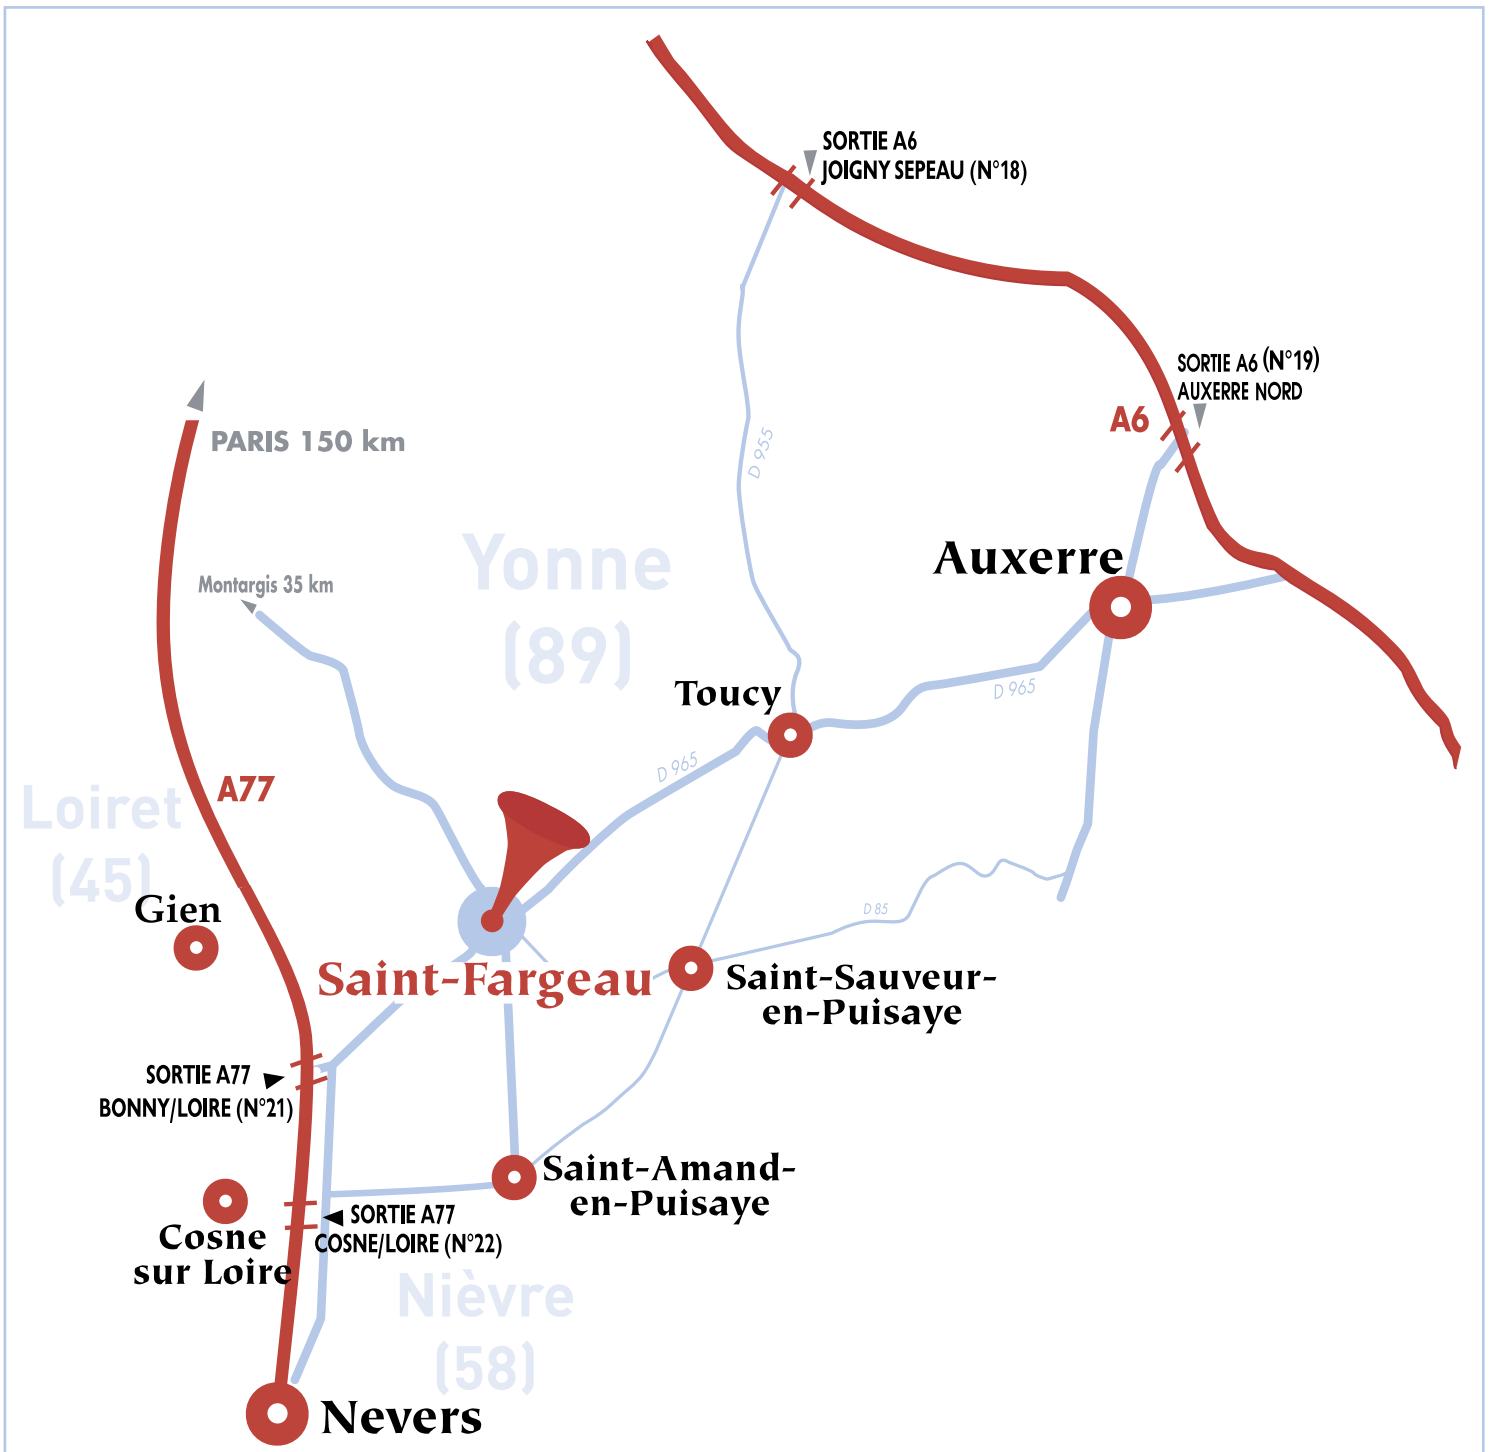 SORTIE A6
JOIGNY SEPEAU (N°18)
SORTIE A6 (N°19)
AUXERRE NORD
A6
PARIS 150 km
D 955
Yonne
(89)
Auxerre
Montargis 35 km
Toucy
D 965
D 965
A77
Loiret
(45)
Gien
D 85
Saint-Fargeau
Saint-Sauveur-
en-Puisaye
SORTIE A77
BONNY/LOIRE (N°21)
Saint-Amand-
en-Puisaye
SORTIE A77
COSNE/LOIRE (N°22)
Cosne
sur Loire
Nièvre
(58)
Nevers